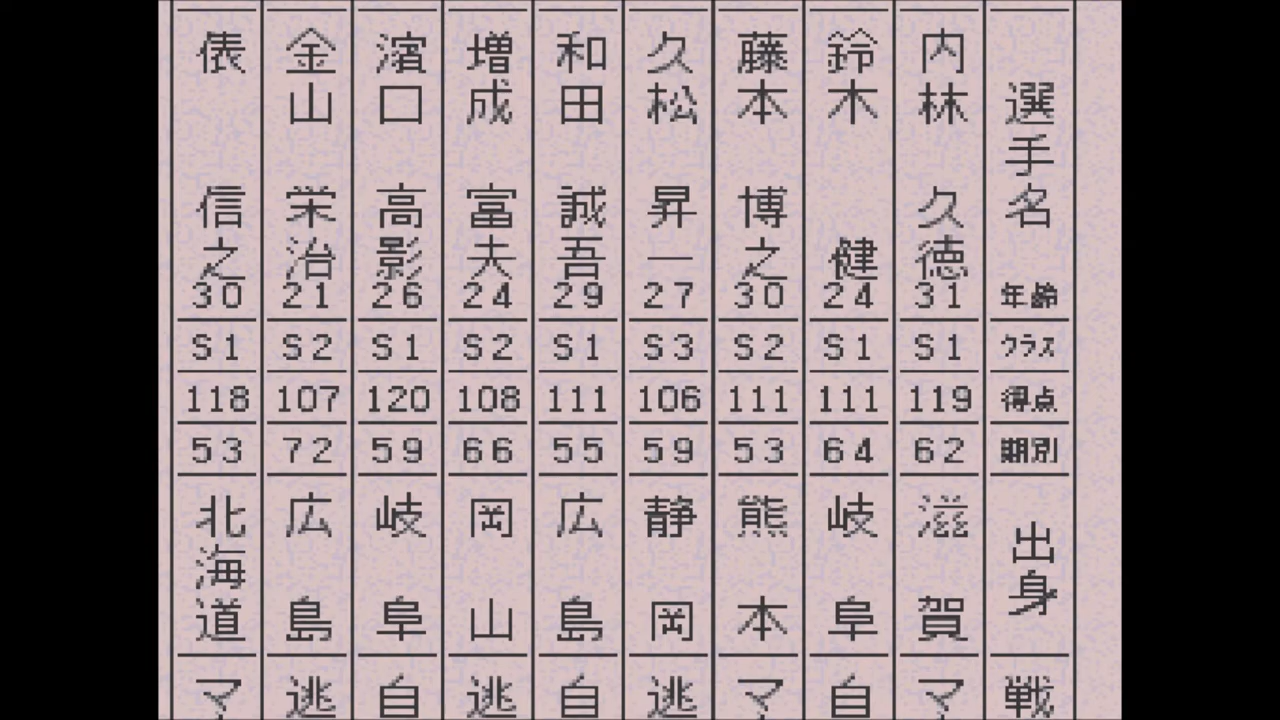 選手名 年齢 クラス 得点 期別 出身 戦
内林 久徳 31 S1 119 62 滋賀 マ
鈴木 健 24 S1 111 64 岐阜 自
藤本 博之 30 S2 111 53 熊本 マ
久松 昇一 27 S3 106 59 静岡 逃
和田 誠吾 29 S1 111 55 広島 自
増成 富夫 24 S2 108 66 岡山 逃
濱口 高影 26 S1 120 59 岐阜 自
金山 栄治 21 S2 107 72 広島 逃
俵 信之 30 S1 118 53 北海道 マ